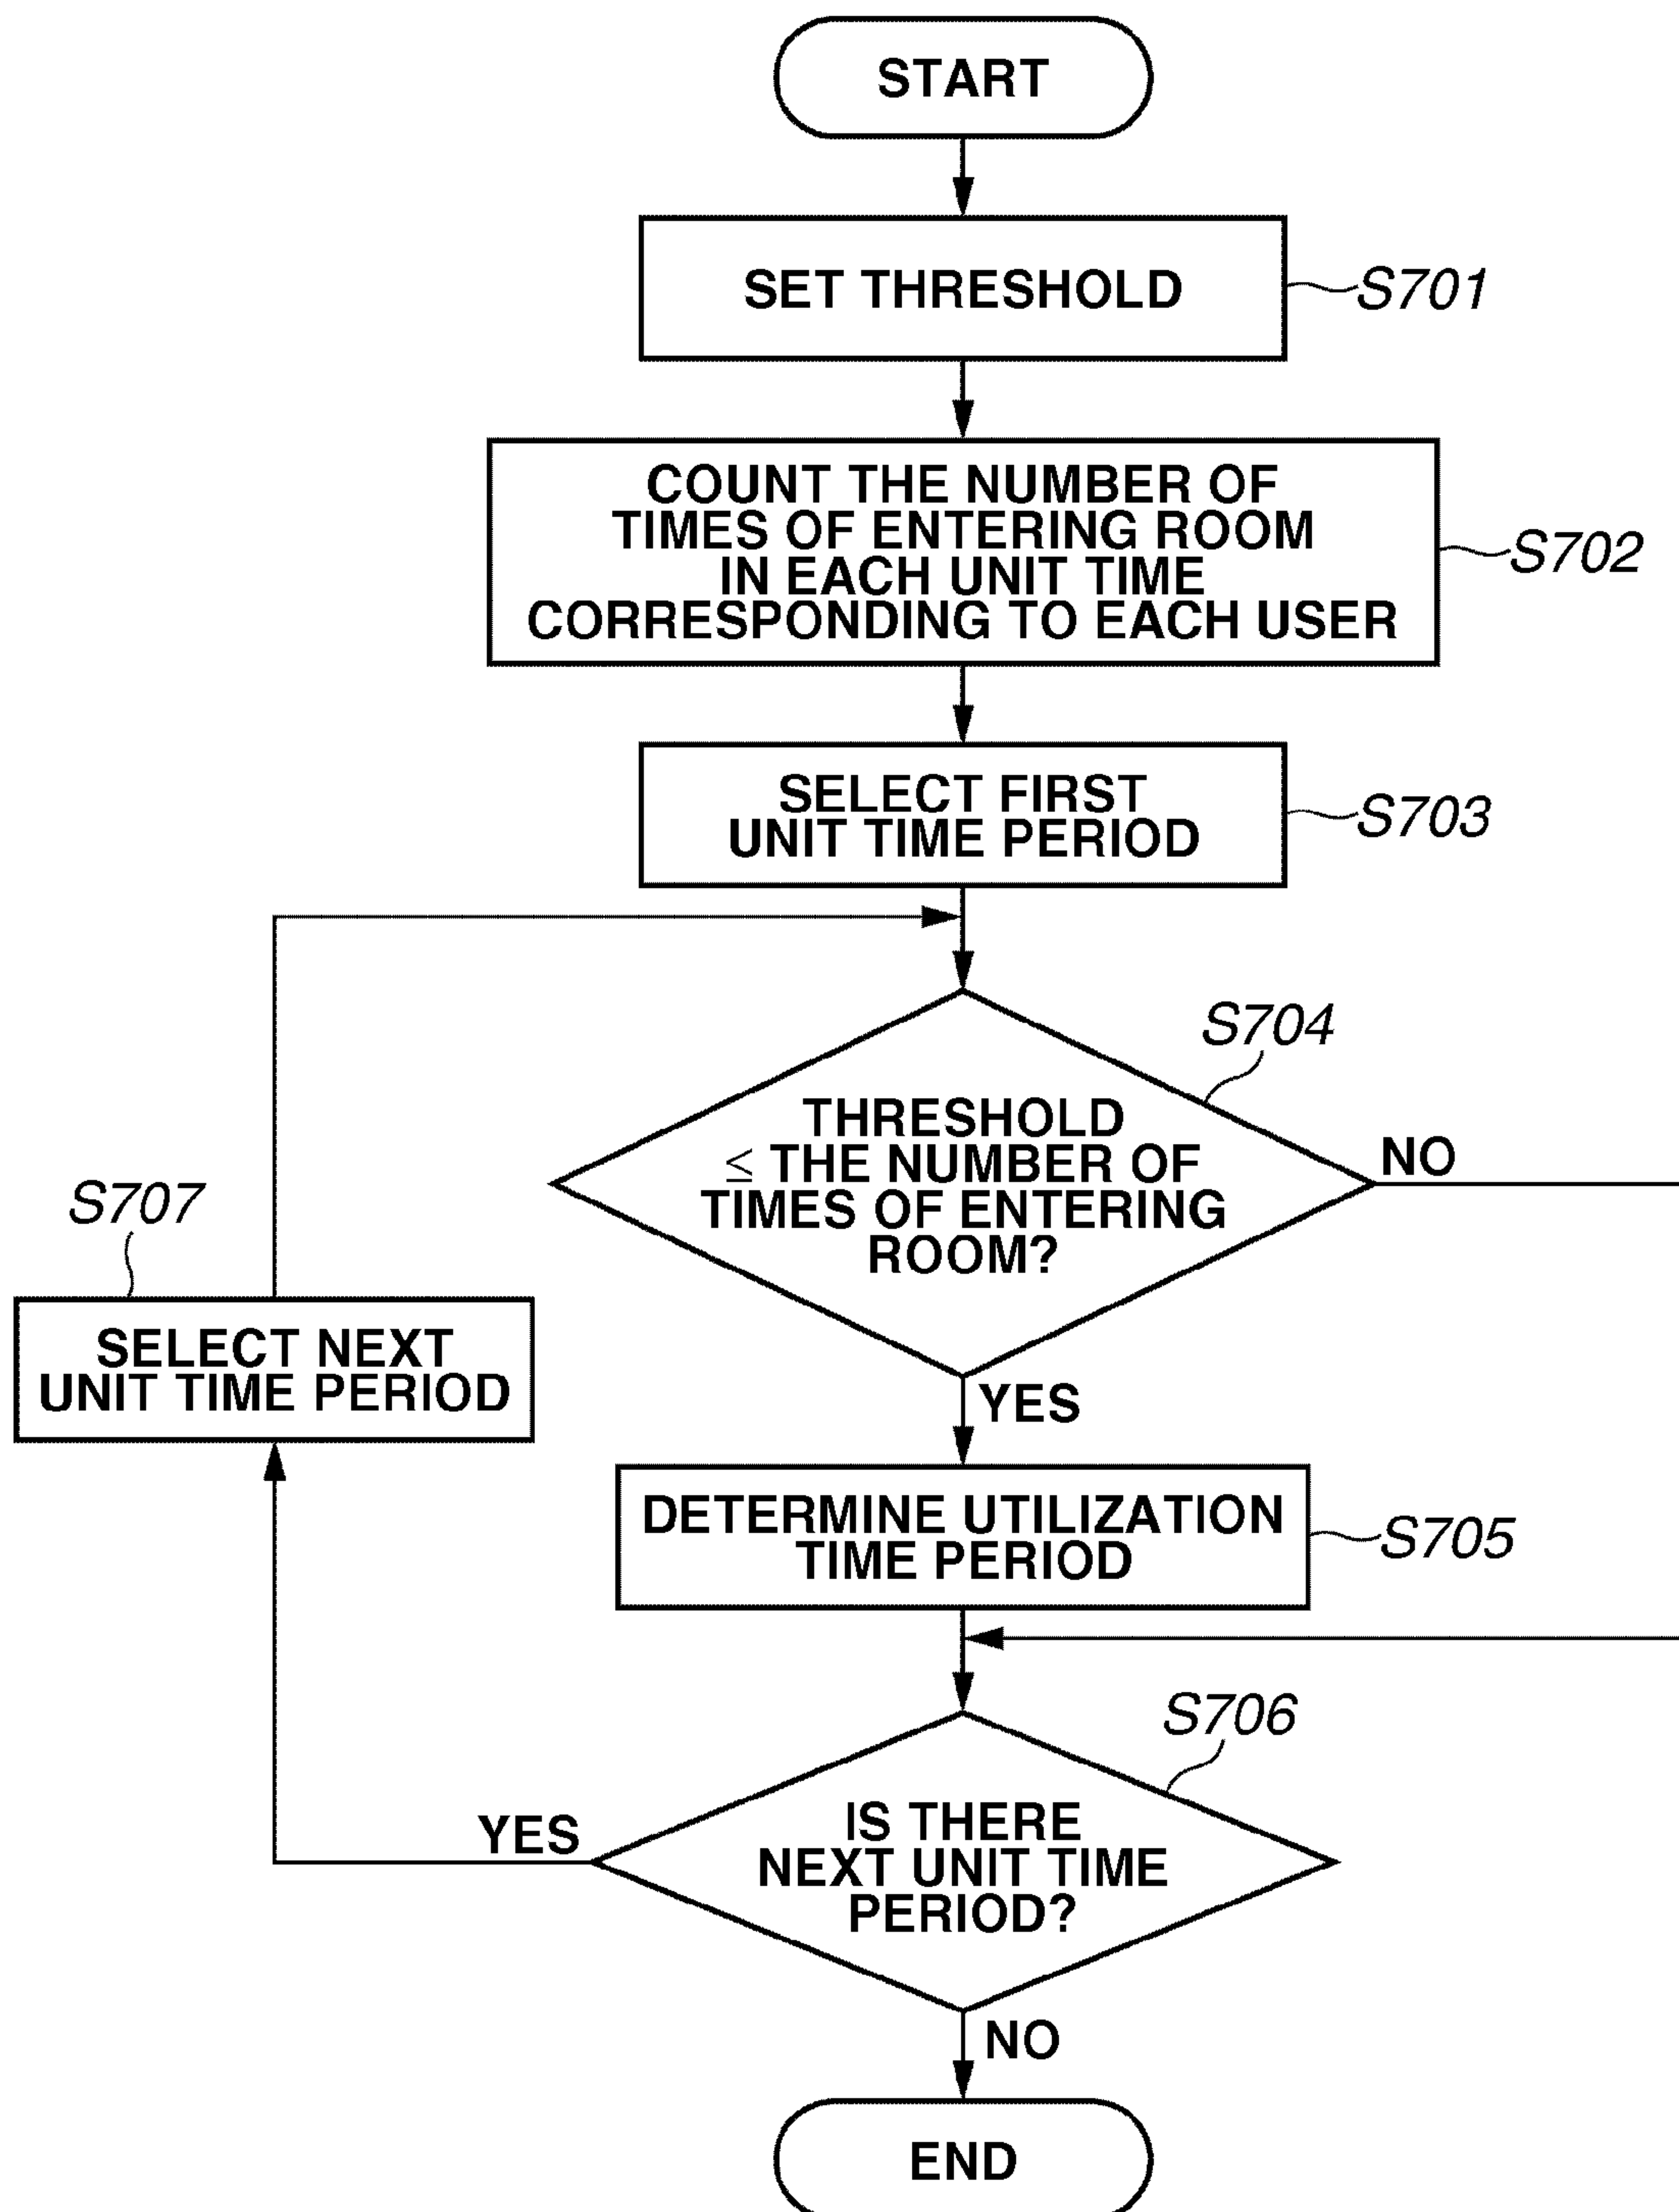 START
SET THRESHOLD
S701
COUNT THE NUMBER OF
TIMES OF ENTERING ROOM
IN EACH UNIT TIME
CORRESPONDING TO EACH USER
S702
SELECT FIRST
UNIT TIME PERIOD
S703
S704
THRESHOLD
≤ THE NUMBER OF
TIMES OF ENTERING
ROOM?
NO
S707
SELECT NEXT
UNIT TIME PERIOD
YES
DETERMINE UTILIZATION
TIME PERIOD
S705
S706
IS THERE
NEXT UNIT TIME
PERIOD?
YES
NO
END